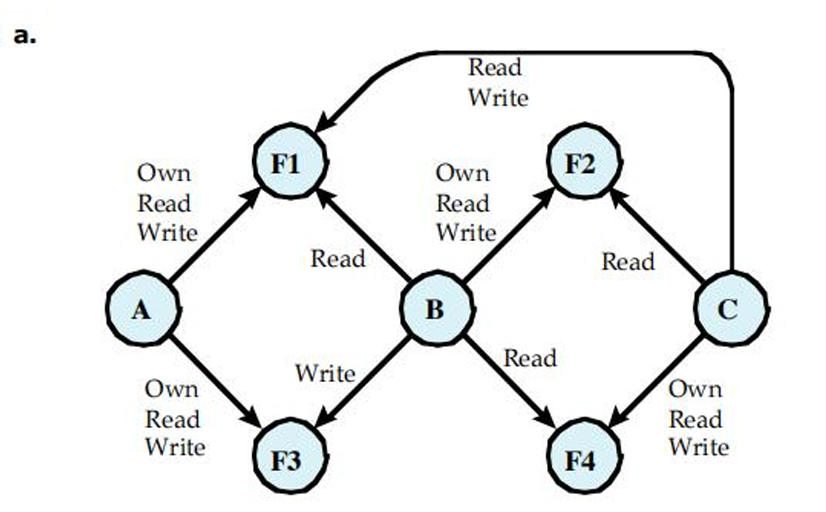 a.
Read
Write
F1
F2
Own
Read
Write
Own
Read
Write
Read
Read
A
B
C
Own
Read
Write
Write
Read
Own
Read
Write
F3
F4